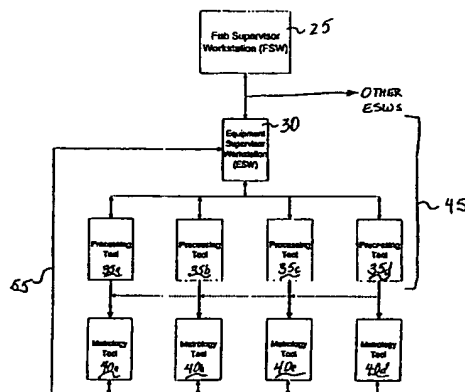 Fab Supervisor
Workstation (FSW)
25
OTHER
ESWs
30
Equipment
Supervisor
Workstation
(ESW)
45
Processing
Tool
35a
Processing
Tool
35b
Processing
Tool
35c
Processing
Tool
35d
55
Metrology
Tool
40a
Metrology
Tool
40b
Metrology
Tool
40c
Metrology
Tool
40d